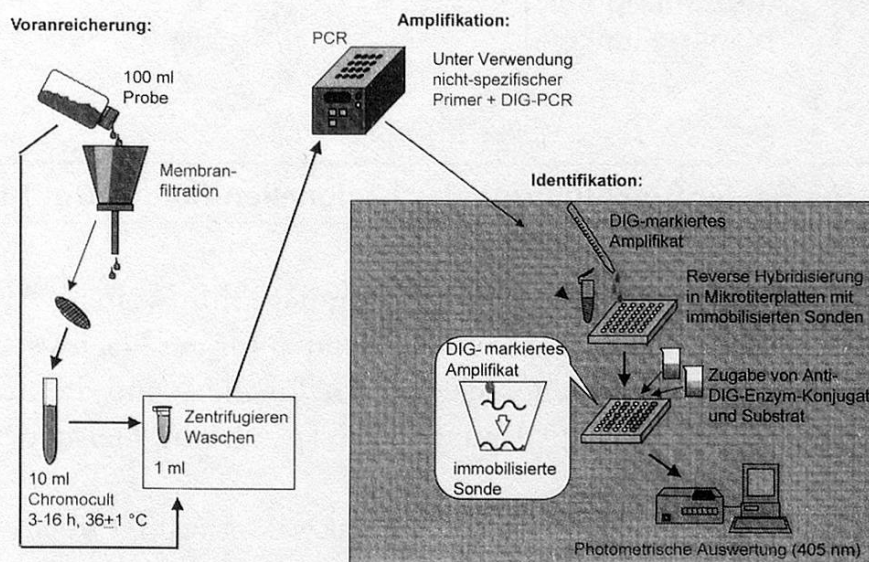 Voranreicherung:
100 ml
Probe
Membran-
filtration
10 ml
Chromocult
3-16 h, 36±1 °C
Zentrifugieren
Waschen
1 ml
Amplifikation:
PCR
Unter Verwendung
nicht-spezifischer
Primer + DIG-PCR
Identifikation:
DIG-markiertes
Amplifikat
Reverse Hybridisierung
in Mikrotiterplatten mit
immobilisierten Sonden
DIG- markiertes
Amplifikat
immobilisierte
Sonde
Zugabe von Anti-
DIG-Enzym-Konjugat
und Substrat
Photometrische Auswertung (405 nm)